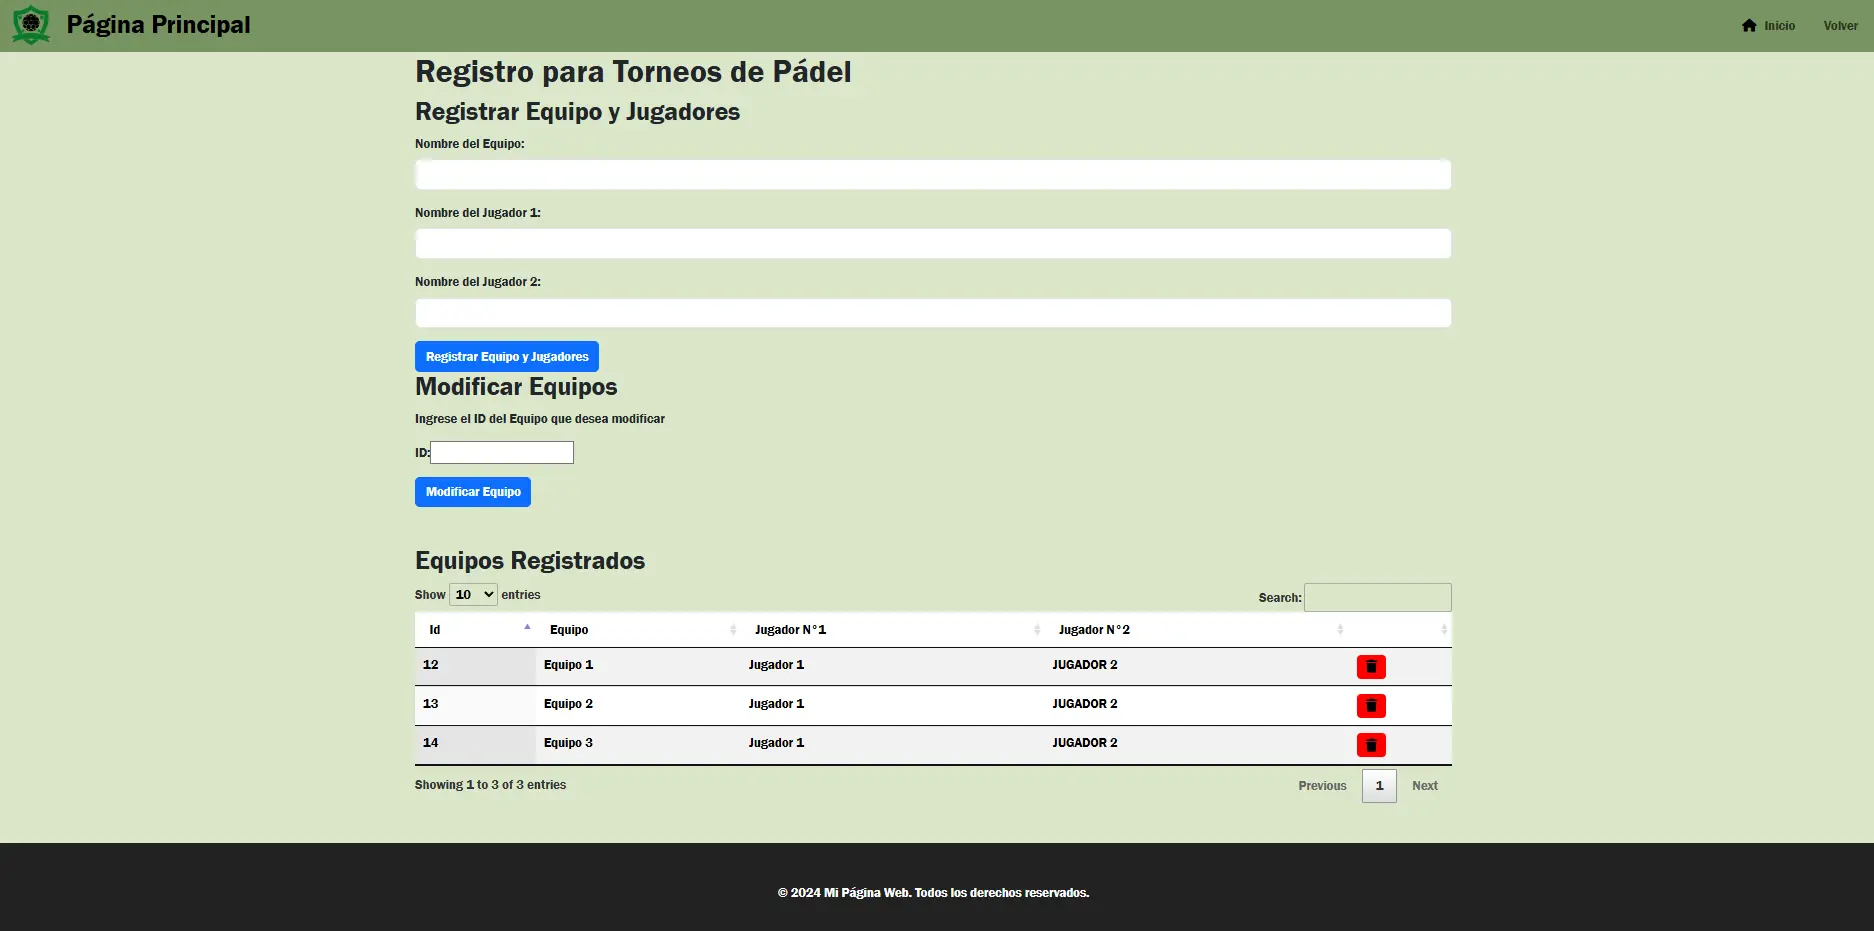 Página Principal
Inicio
Volver
Registro para Torneos de Pádel
Registrar Equipo y Jugadores
Nombre del Equipo:
Nombre del Jugador 1:
Nombre del Jugador 2:
Registrar Equipo y Jugadores
Modificar Equipos
Ingrese el ID del Equipo que desea modificar
ID:
Modificar Equipo
Equipos Registrados
Show 10 entries
Search:
Id Equipo Jugador N°1 Jugador N°2
12 Equipo 1 Jugador 1 JUGADOR 2
13 Equipo 2 Jugador 1 JUGADOR 2
14 Equipo 3 Jugador 1 JUGADOR 2
Showing 1 to 3 of 3 entries
Previous 1 Next
© 2024 Mi Página Web. Todos los derechos reservados.